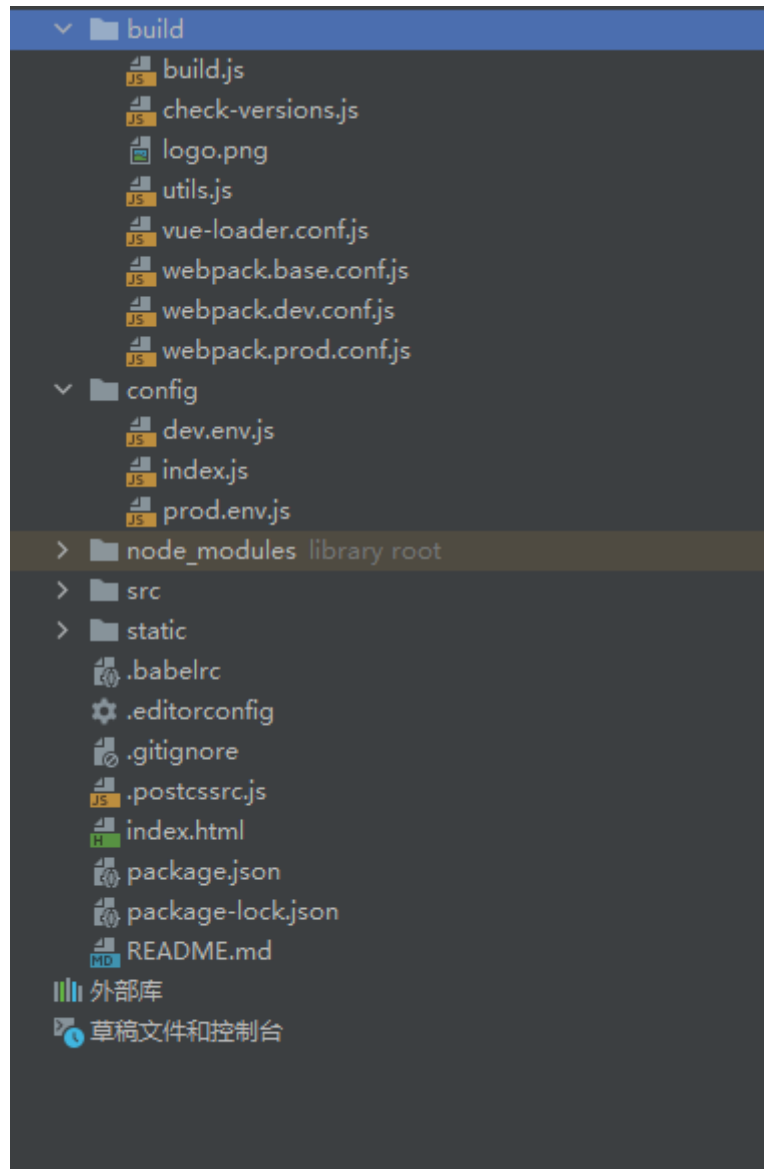 build
build.js
check-versions.js
logo.png
utils.js
vue-loader.conf.js
webpack.base.conf.js
webpack.dev.conf.js
webpack.prod.conf.js
config
dev.env.js
index.js
prod.env.js
node_modules library root
src
static
.babelrc
.editorconfig
.gitignore
.postcssrc.js
index.html
package.json
package-lock.json
README.md
外部库
草稿文件和控制台